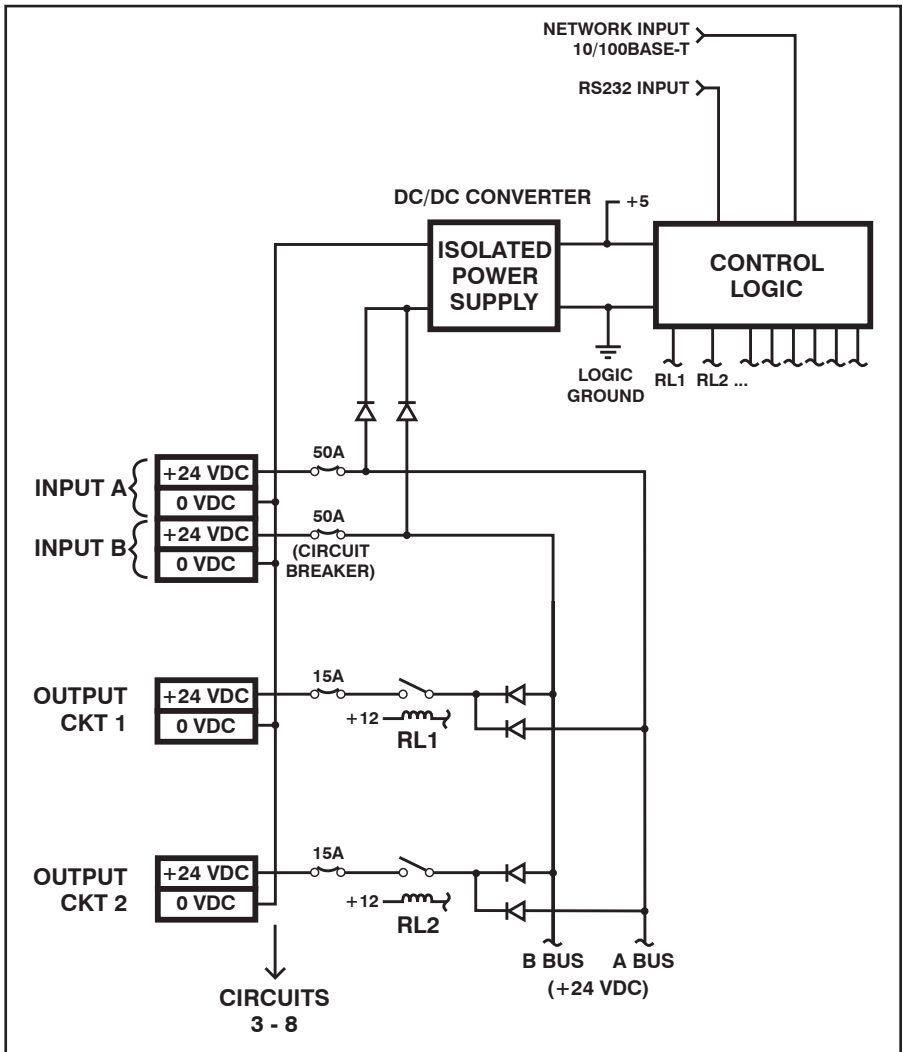 NETWORK INPUT
10/100BASE-T
RS232 INPUT
DC/DC CONVERTER
+5
ISOLATED
POWER
SUPPLY
CONTROL
LOGIC
LOGIC
GROUND
RL1 RL2 ...
INPUT A
+24 VDC
0 VDC
50A
INPUT B
+24 VDC
0 VDC
50A
(CIRCUIT
BREAKER)
OUTPUT
CKT 1
+24 VDC
0 VDC
15A
+12
RL1
OUTPUT
CKT 2
+24 VDC
0 VDC
15A
+12
RL2
B BUS A BUS
(+24 VDC)
CIRCUITS
3 - 8